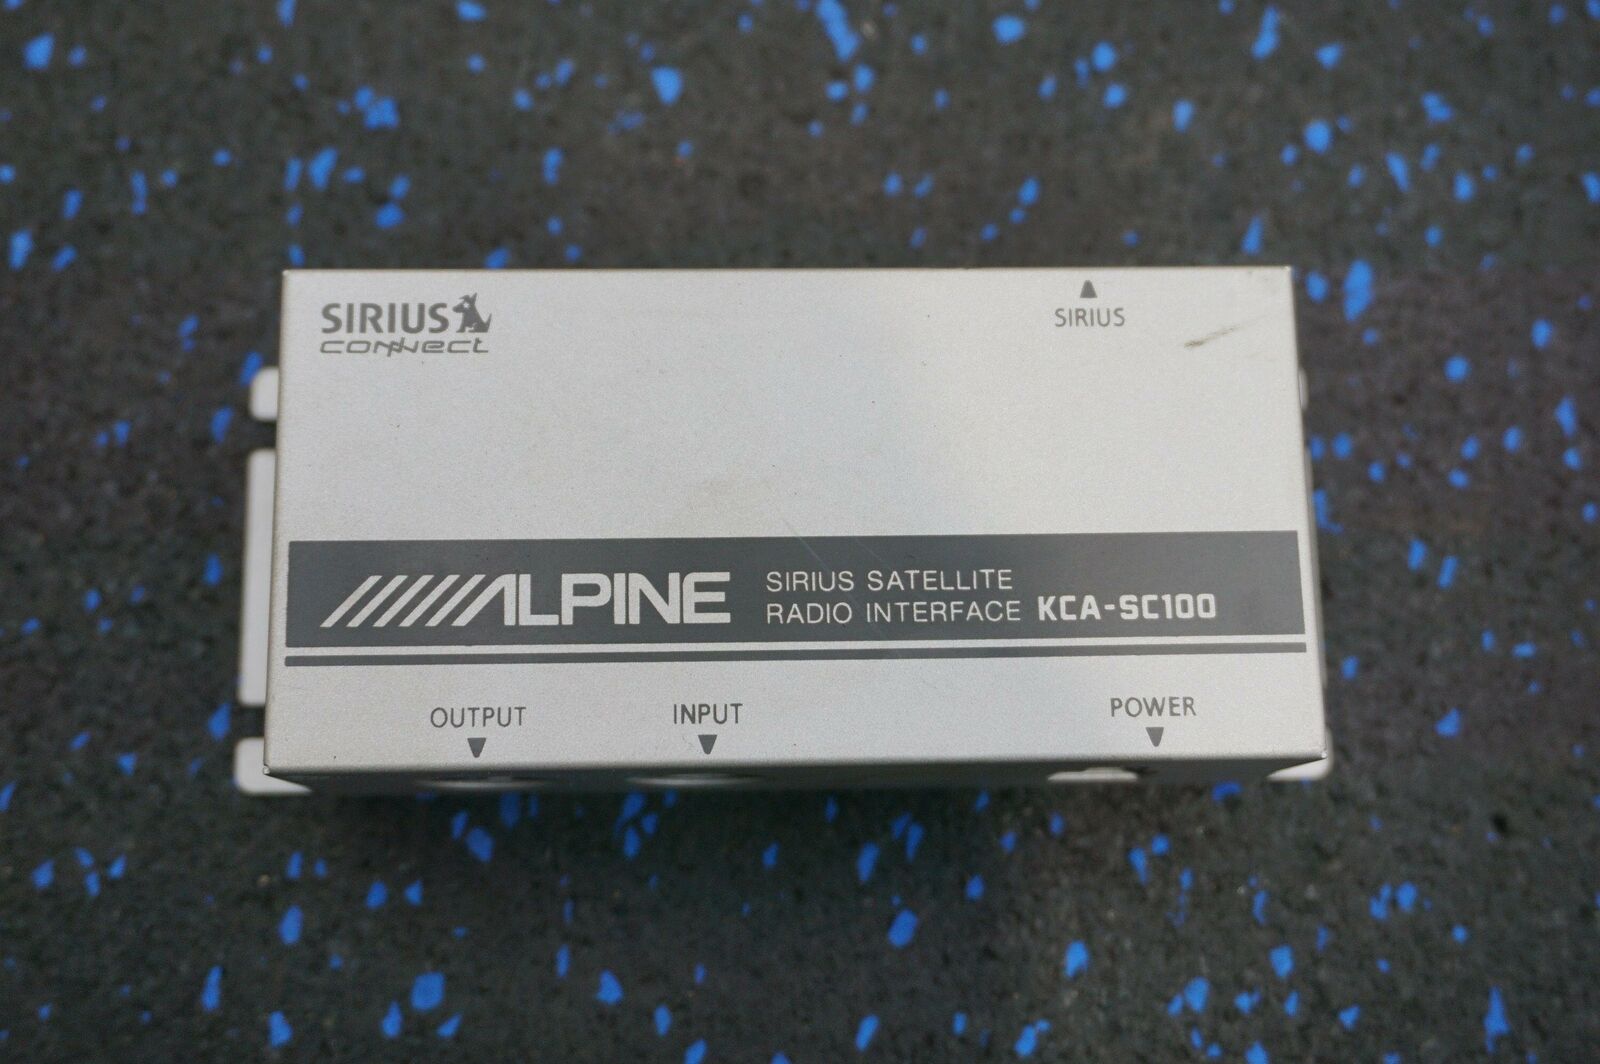 SIRIUS
connect
SIRIUS
ALPINE
SIRIUS SATELLITE
RADIO INTERFACE KCA-SC100
OUTPUT
INPUT
POWER